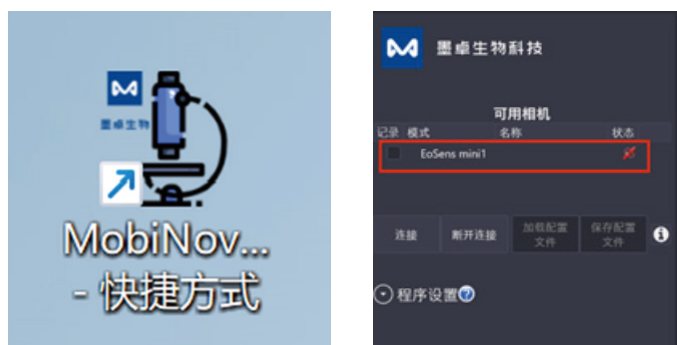 墨卓生物
MobiNov...
- 快捷方式
墨卓生物科技
可用相机
记录 模式 名称 状态
EoSens mini1
连接 断开连接 加载配置文件 保存配置文件
程序设置